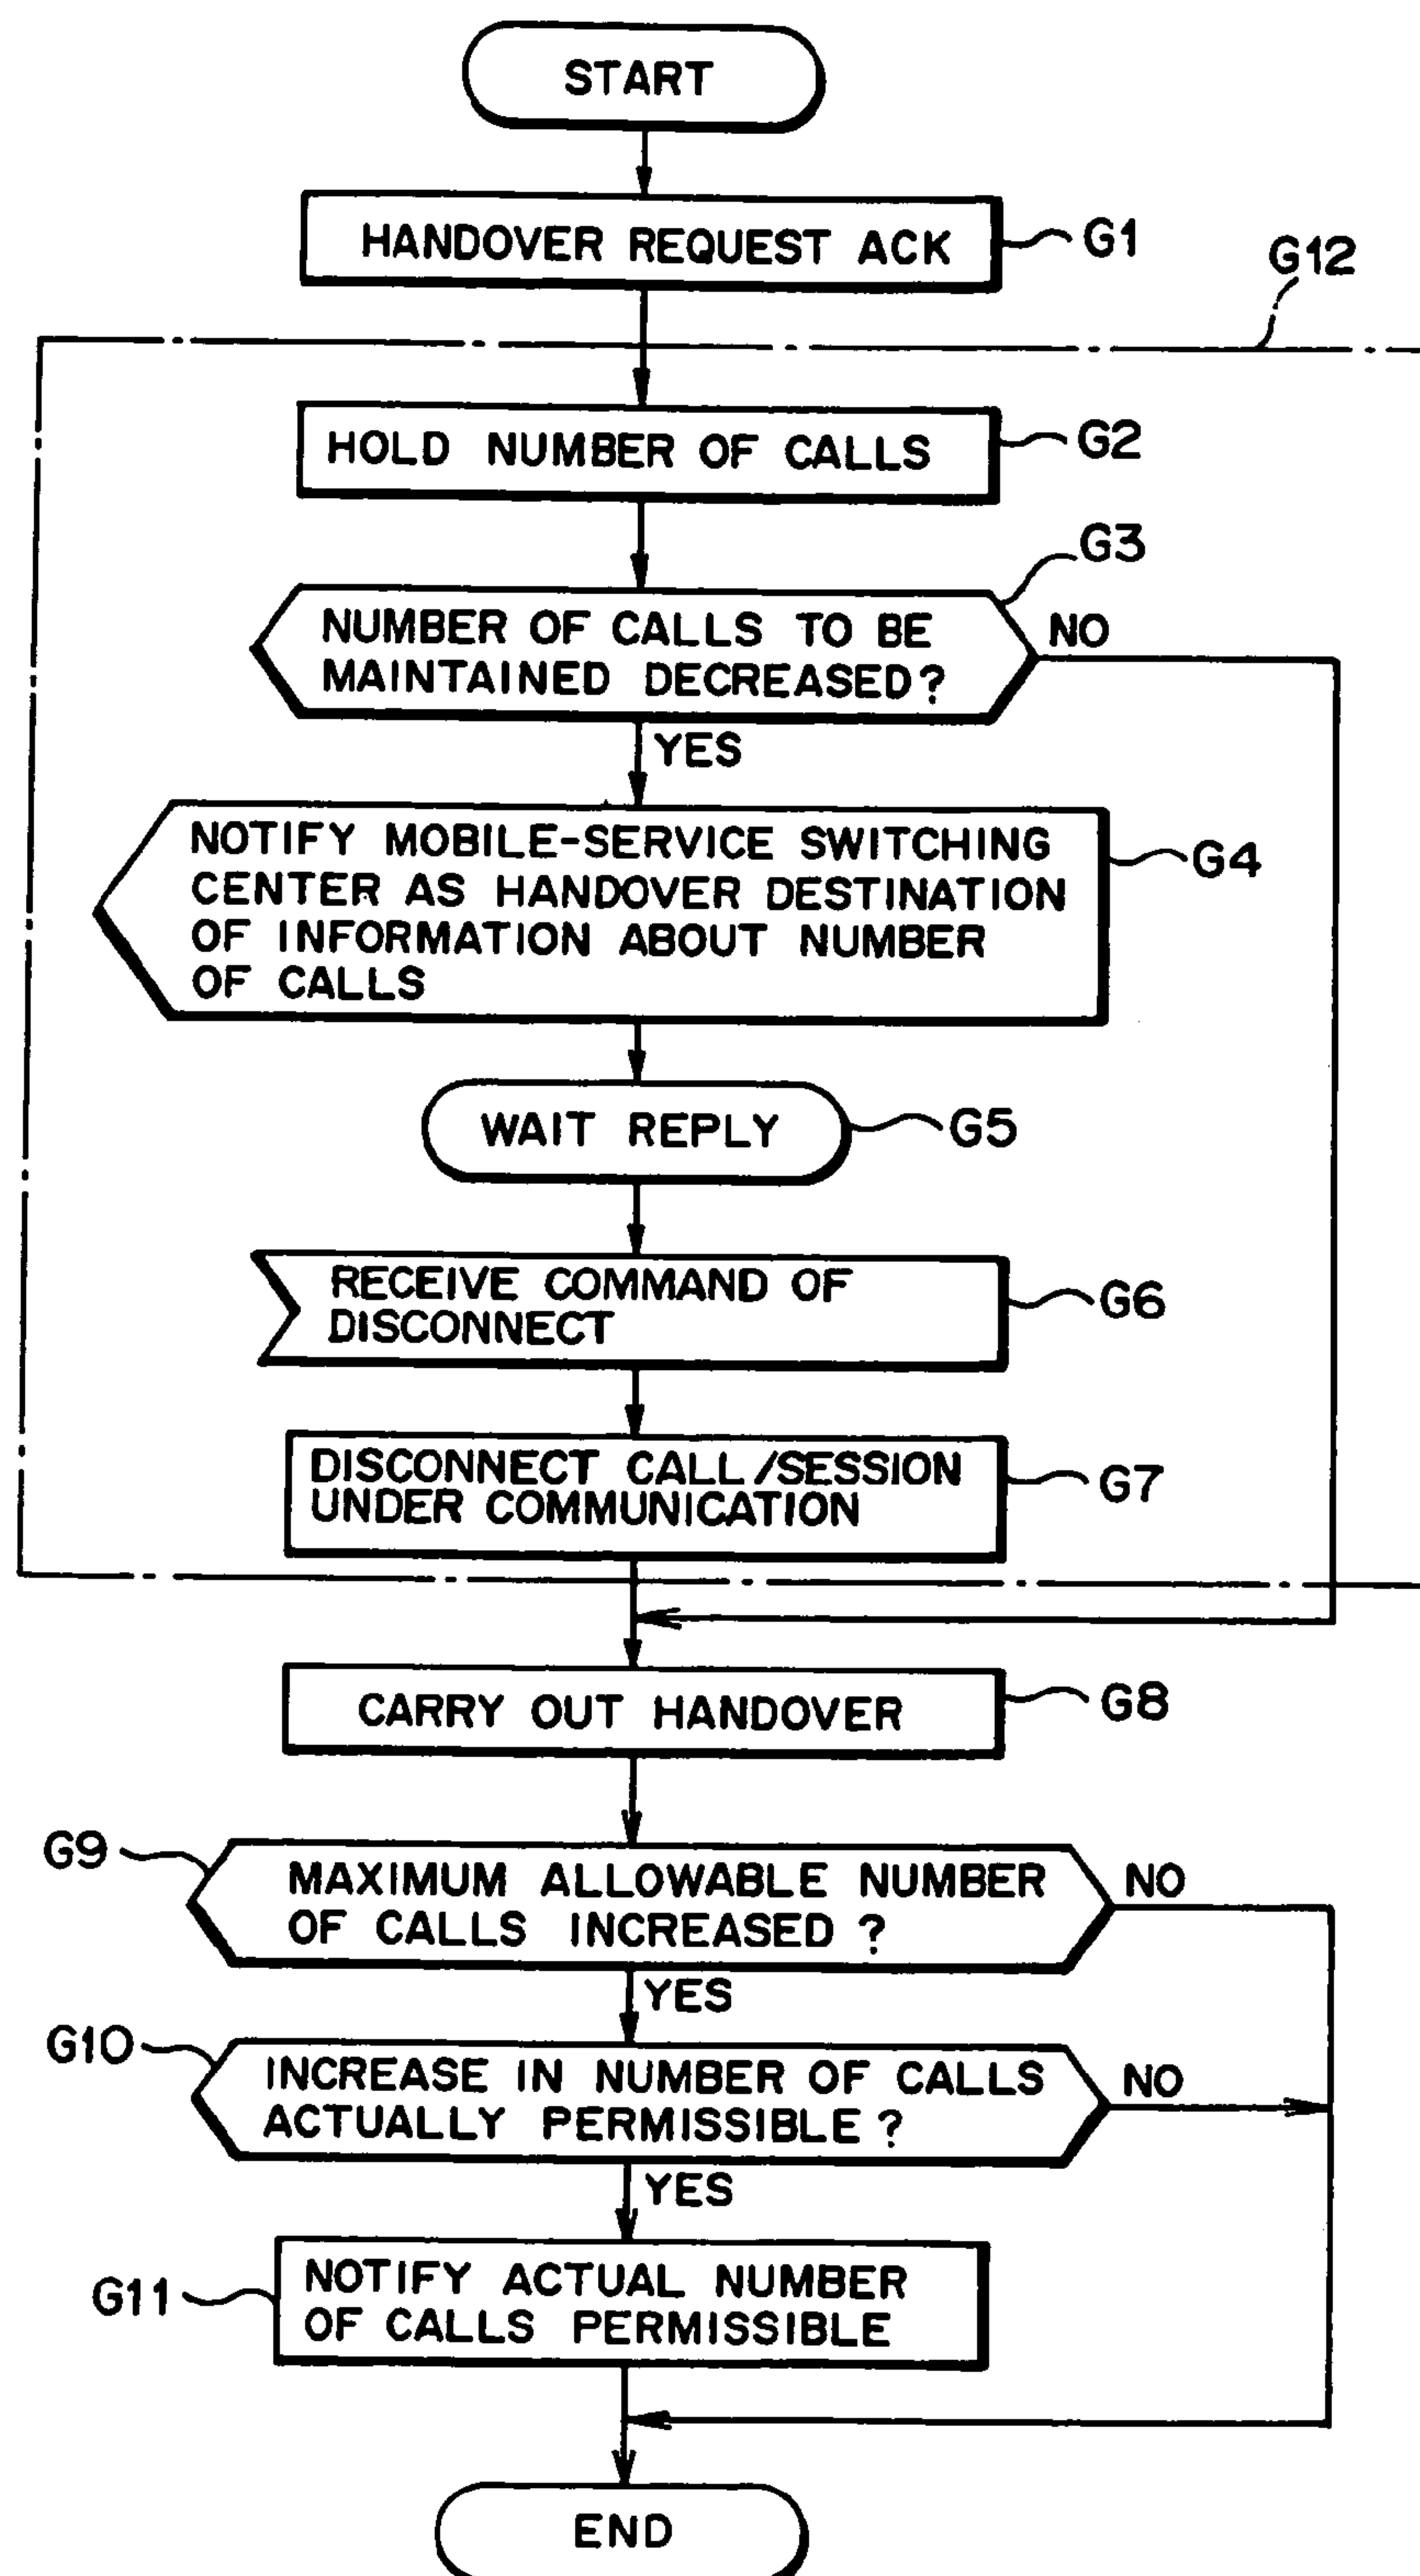 START
HANDOVER REQUEST ACK
G1
G12
HOLD NUMBER OF CALLS
G2
G3
NUMBER OF CALLS TO BE
MAINTAINED DECREASED?
NO
YES
NOTIFY MOBILE-SERVICE SWITCHING
CENTER AS HANDOVER DESTINATION
OF INFORMATION ABOUT NUMBER
OF CALLS
G4
WAIT REPLY
G5
RECEIVE COMMAND OF
DISCONNECT
G6
DISCONNECT CALL/SESSION
UNDER COMMUNICATION
G7
CARRY OUT HANDOVER
G8
G9
MAXIMUM ALLOWABLE NUMBER
OF CALLS INCREASED ?
NO
YES
G10
INCREASE IN NUMBER OF CALLS
ACTUALLY PERMISSIBLE ?
NO
YES
G11
NOTIFY ACTUAL NUMBER
OF CALLS PERMISSIBLE
END